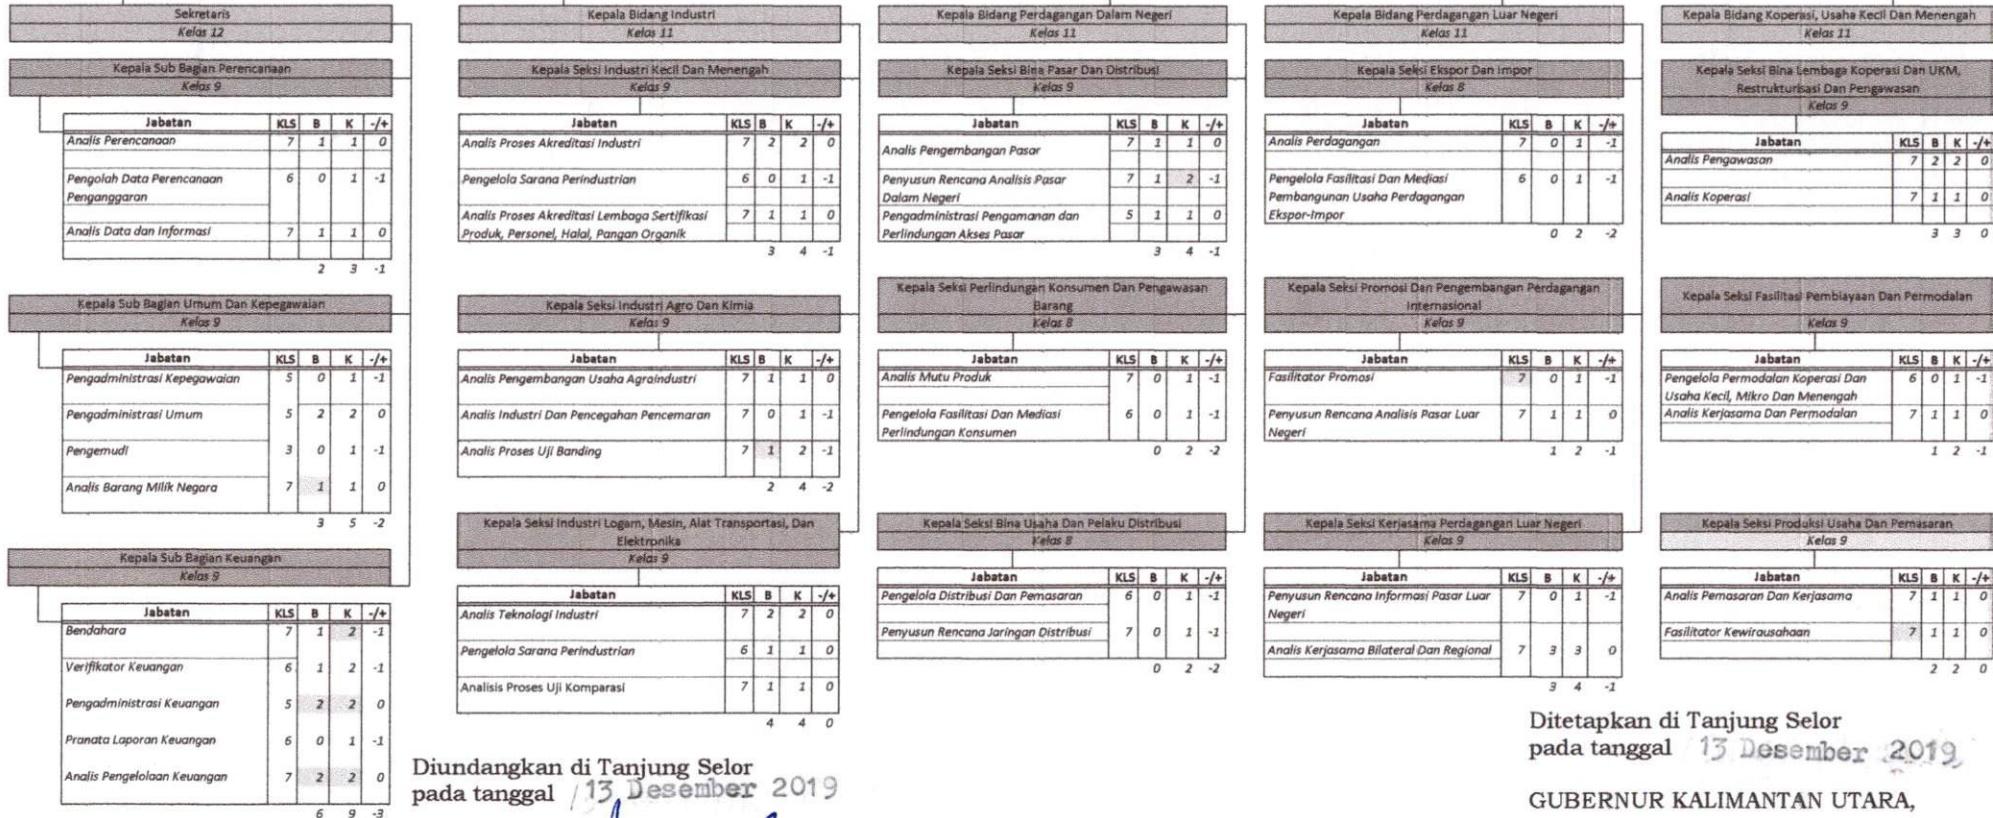 Sekretaris
Kelas 12
Kepala Sub Bagian Perencanaan
Kelas 9
Jabatan KLS B K -/+
Analis Perencanaan 7 1 1 0
Pengolah Data Perencanaan 6 0 1 -1
Penganggaran
Analis Data dan Informasi 7 1 1 0
2 3 -1
Kepala Sub Bagian Umum Dan Kepegawaian
Kelas 9
Jabatan KLS B K -/+
Pengadministrasi Kepegawaian 5 0 1 -1
Pengadministrasi Umum 5 2 2 0
Pengemudi 3 0 1 -1
Analis Barang Milik Negara 7 1 1 0
3 5 -2
Kepala Sub Bagian Keuangan
Kelas 9
Jabatan KLS B K -/+
Bendahara 7 1 2 -1
Verifikator Keuangan 6 1 2 -1
Pengadministrasi Keuangan 5 2 2 0
Pranata Laporan Keuangan 6 0 1 -1
Analis Pengelolaan Keuangan 7 2 2 0
6 9 -3
Kepala Bidang Industri
Kelas 11
Kepala Seksi Industri Kecil Dan Menengah
Kelas 9
Jabatan KLS B K -/+
Analis Proses Akreditasi Industri 7 2 2 0
Pengelola Sarana Perindustrian 6 0 1 -1
Analis Proses Akreditasi Lembaga Sertifikasi 7 1 1 0
Produk, Personel, Halal, Pangan Organik
3 4 -1
Kepala Seksi Industri Agro Dan Kimia
Kelas 9
Jabatan KLS B K -/+
Analis Pengembangan Usaha Agroindustri 7 1 1 0
Analis Industri Dan Pencegahan Pencemaran 7 0 1 -1
Analis Proses Uji Banding 7 1 2 -1
2 4 -2
Kepala Seksi Industri Logam, Mesin, Alat Transportasi, Dan
Elektronika
Kelas 9
Jabatan KLS B K -/+
Analis Teknologi Industri 7 2 2 0
Pengelola Sarana Perindustrian 6 1 1 0
Analisis Proses Uji Komparasi 7 1 1 0
4 4 0
Kepala Bidang Perdagangan Dalam Negeri
Kelas 11
Kepala Seksi Bina Pasar Dan Distribusi
Kelas 9
Jabatan KLS B K -/+
Analis Pengembangan Pasar 7 1 1 0
Penyusun Rencana Analisis Pasar 7 1 2 -1
Dalam Negeri
Pengadministrasi Pengamanan dan 5 1 1 0
Perlindungan Akses Pasar
3 4 -1
Kepala Seksi Perlindungan Konsumen Dan Pengawasan
Barang
Kelas 8
Jabatan KLS B K -/+
Analis Mutu Produk 7 0 1 -1
Pengelola Fasilitasi Dan Mediasi 6 0 1 -1
Perlindungan Konsumen
0 2 -2
Kepala Seksi Bina Usaha Dan Pelaku Distribusi
Kelas 8
Jabatan KLS B K -/+
Pengelola Distribusi Dan Pemasaran 6 0 1 -1
Penyusun Rencana Jaringan Distribusi 7 0 1 -1
0 2 -2
Kepala Bidang Perdagangan Luar Negeri
Kelas 11
Kepala Seksi Ekspor Dan Impor
Kelas 8
Jabatan KLS B K -/+
Analis Perdagangan 7 0 1 -1
Pengelola Fasilitasi Dan Mediasi 6 0 1 -1
Pembangunan Usaha Perdagangan
Ekspor-Impor
0 2 -2
Kepala Seksi Promosi Dan Pengembangan Perdagangan
Internasional
Kelas 9
Jabatan KLS B K -/+
Fasilitator Promosi 7 0 1 -1
Penyusun Rencana Analisis Pasar Luar 7 1 1 0
Negeri
1 2 -1
Kepala Seksi Kerjasama Perdagangan Luar Negeri
Kelas 9
Jabatan KLS B K -/+
Penyusun Rencana Informasi Pasar Luar 7 0 1 -1
Negeri
Analis Kerjasama Bilateral Dan Regional 7 3 3 0
3 4 -1
Kepala Bidang Koperasi, Usaha Kecil Dan Menengah
Kelas 11
Kepala Seksi Bina Lembaga Koperasi Dan UKM,
Restrukturisasi Dan Pengawasan
Kelas 9
Jabatan KLS B K -/+
Analis Pengawasan 7 2 2 0
Analis Koperasi 7 1 1 0
3 3 0
Kepala Seksi Fasilitasi Pembiayaan Dan Permodalan
Kelas 9
Jabatan KLS B K -/+
Pengelola Permodalan Koperasi Dan 6 0 1 -1
Usaha Kecil, Mikro Dan Menengah
Analis Kerjasama Dan Permodalan 7 1 1 0
1 2 -1
Kepala Seksi Produksi Usaha Dan Pemasaran
Kelas 9
Jabatan KLS B K -/+
Analis Pemasaran Dan Kerjasama 7 1 1 0
Fasilitator Kewirausahaan 7 1 1 0
2 2 0
Diundangkan di Tanjung Selor
pada tanggal 13 Desember 2019
Ditetapkan di Tanjung Selor
pada tanggal 13 Desember 2019
GUBERNUR KALIMANTAN UTARA,